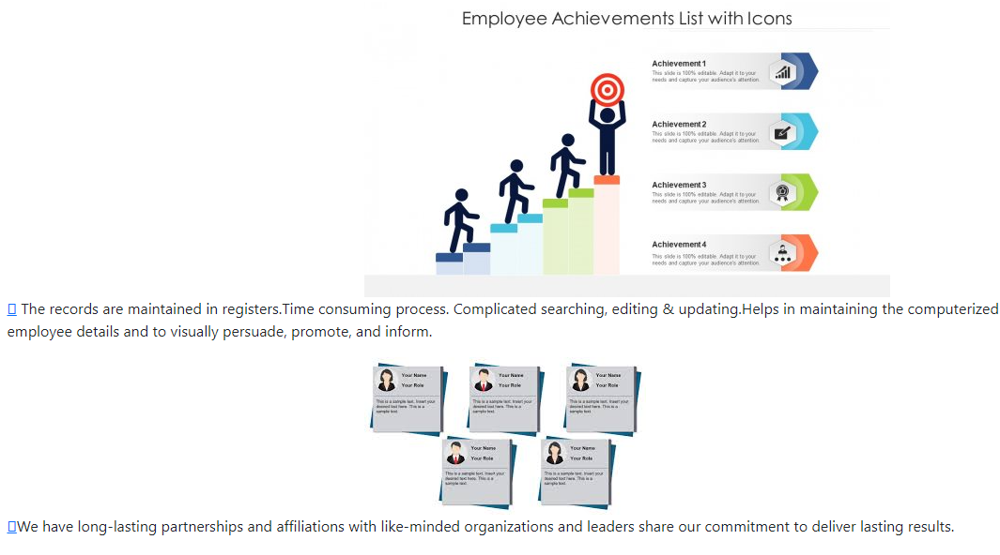 Employee Achievements List with Icons
Achievement 1
This slide is 100% editable. Adapt it to your
needs and capture your audience's attention.
Achievement 2
This slide is 100% editable. Adapt it to your
needs and capture your audience's attention.
Achievement 3
This slide is 100% editable. Adapt it to your
needs and capture your audience's attention.
Achievement 4
This slide is 100% editable. Adapt it to your
needs and capture your audience's attention.
The records are maintained in registers.Time consuming process. Complicated searching, editing & updating.Helps in maintaining the computerized
employee details and to visually persuade, promote, and inform.
Your Name
Your Role
This is a sample text. Insert your
desired text here. This is a
sample text.
Your Name
Your Role
This is a sample text. Insert your
desired text here. This is a
sample text.
Your Name
Your Role
This is a sample text. Insert your
desired text here. This is a
sample text.
Your Name
Your Role
This is a sample text. Insert your
desired text here. This is a
sample text.
Your Name
Your Role
This is a sample text. Insert your
desired text here. This is a
sample text.
We have long-lasting partnerships and affiliations with like-minded organizations and leaders share our commitment to deliver lasting results.